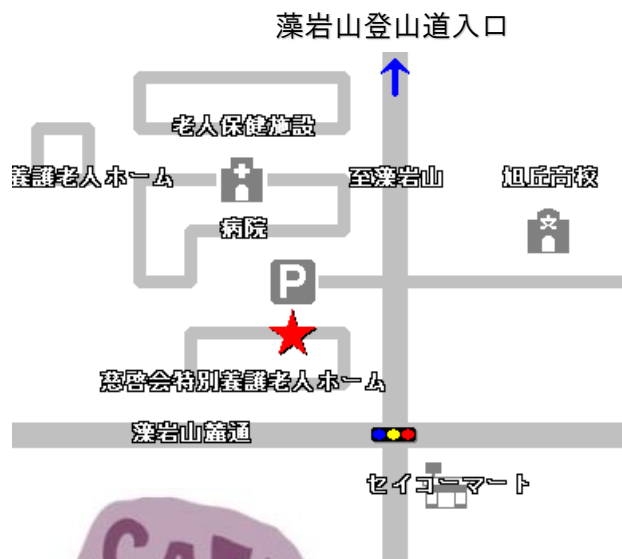 藻岩山登山道入口
老人保健施設
養護老人ホーム
至藻岩山
旭丘高校
文
病院
P
慈啓会特別養護老人ホーム
藻岩山麓通
セイコーマート